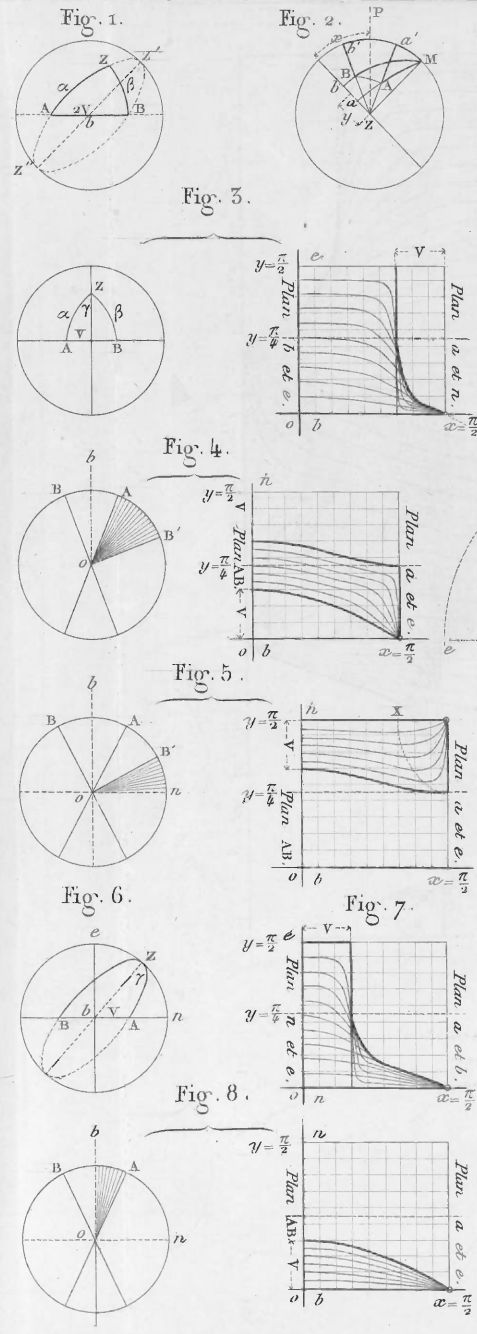 Fig. 1.
Z'
Z
α
β
A
2V
B
b
Z''
Fig. 2.
P
x
b'
a'
M
B
A
b
a
y
Z
Fig. 3.
Z
α
γ
β
V
A
B
V
y=π/2
e
y=π/4
Plan b et e.
Plan a et n.
o
b
x=π/2
Fig. 4.
b
B
A
B'
o
n
y=π/2
V
y=π/4
Plan AB.
V
Plan a et e.
o
b
x=π/2
e
Fig. 5.
b
B
A
B'
o
n
n
y=π/2
X
V
y=π/4
Plan AB.
Plan a et e.
o
b
x=π/2
Fig. 6.
e
Z
γ
b
V
n
B
A
Fig. 7
V
y=π/2
e
y=π/4
Plan n et e.
Plan a et b.
o
n
x=π/2
Fig. 8.
b
B
A
o
n
y=π/2
n
Plan AB
V
Plan a et e.
o
b
x=π/2